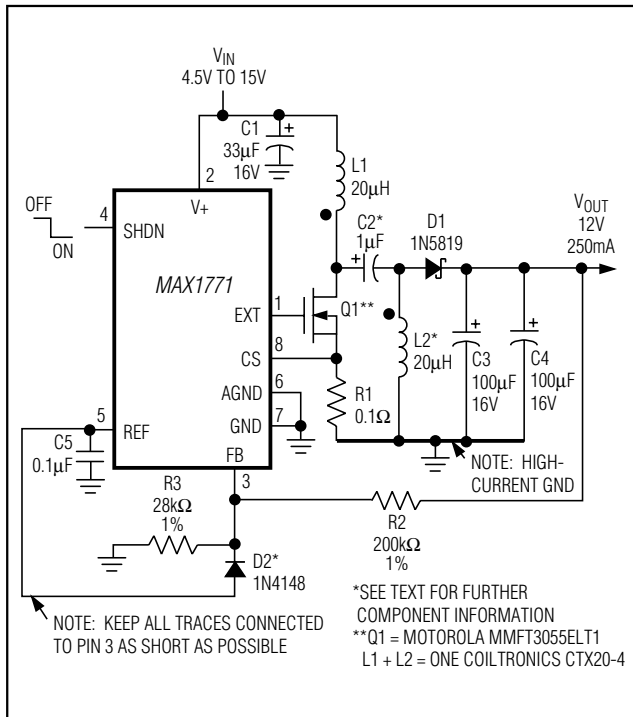 VIN
4.5V TO 15V
C1
33µF
16V
+
2
V+
L1
20µH
OFF
ON
4
SHDN
MAX1771
C2*
1µF
+
D1
1N5819
VOUT
12V
250mA
EXT
1
Q1**
CS
8
L2*
20µH
+
C3
100µF
16V
+
C4
100µF
16V
AGND
6
GND
7
R1
0.1Ω
5
REF
C5
0.1µF
FB
3
NOTE: HIGH-
CURRENT GND
R3
28kΩ
1%
R2
200kΩ
1%
D2*
1N4148
NOTE: KEEP ALL TRACES CONNECTED
TO PIN 3 AS SHORT AS POSSIBLE
*SEE TEXT FOR FURTHER
COMPONENT INFORMATION
**Q1 = MOTOROLA MMFT3055ELT1
L1 + L2 = ONE COILTRONICS CTX20-4